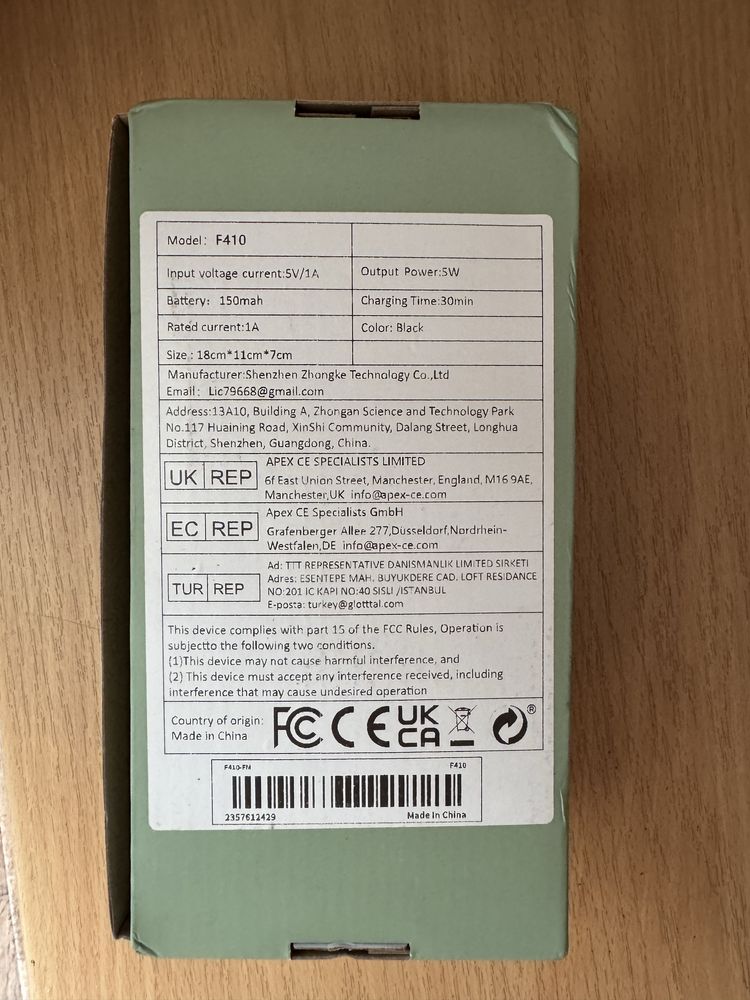 Model: F410
Input voltage current:5V/1A
Output Power:5W
Battery: 150mah
Charging Time:30min
Rated current:1A
Color: Black
Size : 18cm*11cm*7cm
Manufacturer:Shenzhen Zhongke Technology Co.,Ltd
Email: Lic79668@gmail.com
Address:13A10, Building A, Zhongan Science and Technology Park
No.117 Huaining Road, XinShi Community, Dalang Street, Longhua
District, Shenzhen, Guangdong, China.
UK REP
APEX CE SPECIALISTS LIMITED
6f East Union Street, Manchester, England, M16 9AE,
Manchester,UK info@apex-ce.com
EC REP
Apex CE Specialists GmbH
Grafenberger Allee 277,Dusseldorf,Nordrhein-
Westfalen,DE info@apex-ce.com
TUR REP
Ad: TTT REPRESENTATIVE DANISMANLIK LIMITED SIRKETI
Adres: ESENTEPE MAH. BUYUKDERE CAD. LOFT RESIDANCE
NO:201 IC KAPI NO:40 SISLI /ISTANBUL
E-posta: turkey@glotttal.com
This device complies with part 15 of the FCC Rules, Operation is
subjectto the following two conditions.
(1)This device may not cause harmful interference, and
(2) This device must accept any interference received, including
interference that may cause undesired operation
Country of origin:
Made in China
FC CE UK
CA
®
F410-FM
F410
2357612429
Made In China